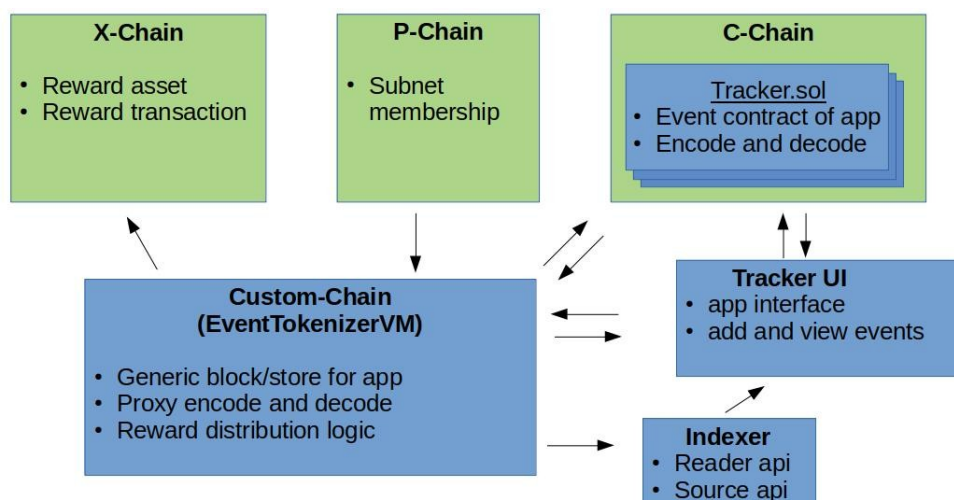 X-Chain
• Reward asset
• Reward transaction
P-Chain
• Subnet
membership
C-Chain
Tracker.sol
• Event contract of app
• Encode and decode
Custom-Chain
(EventTokenizerVM)
• Generic block/store for app
• Proxy encode and decode
• Reward distribution logic
Tracker UI
• app interface
• add and view events
Indexer
• Reader api
• Source api